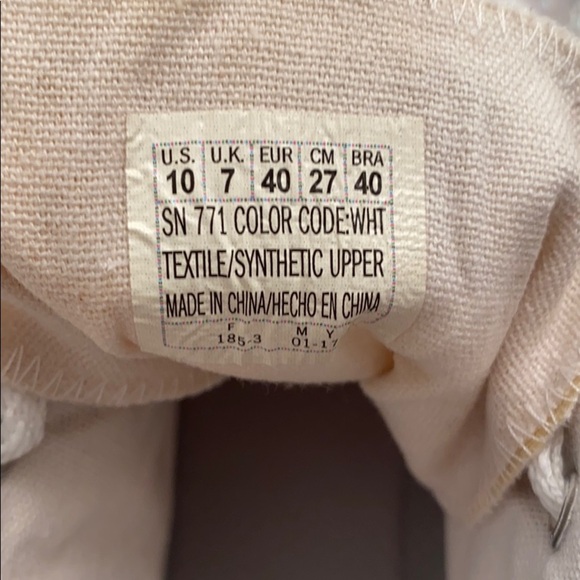 U.S. U.K. EUR CM BRA
10 7 40 27 40
SN 771 COLOR CODE:WHT
TEXTILE/SYNTHETIC UPPER
MADE IN CHINA/HECHO EN CHINA
F M Y
185-3 01-17